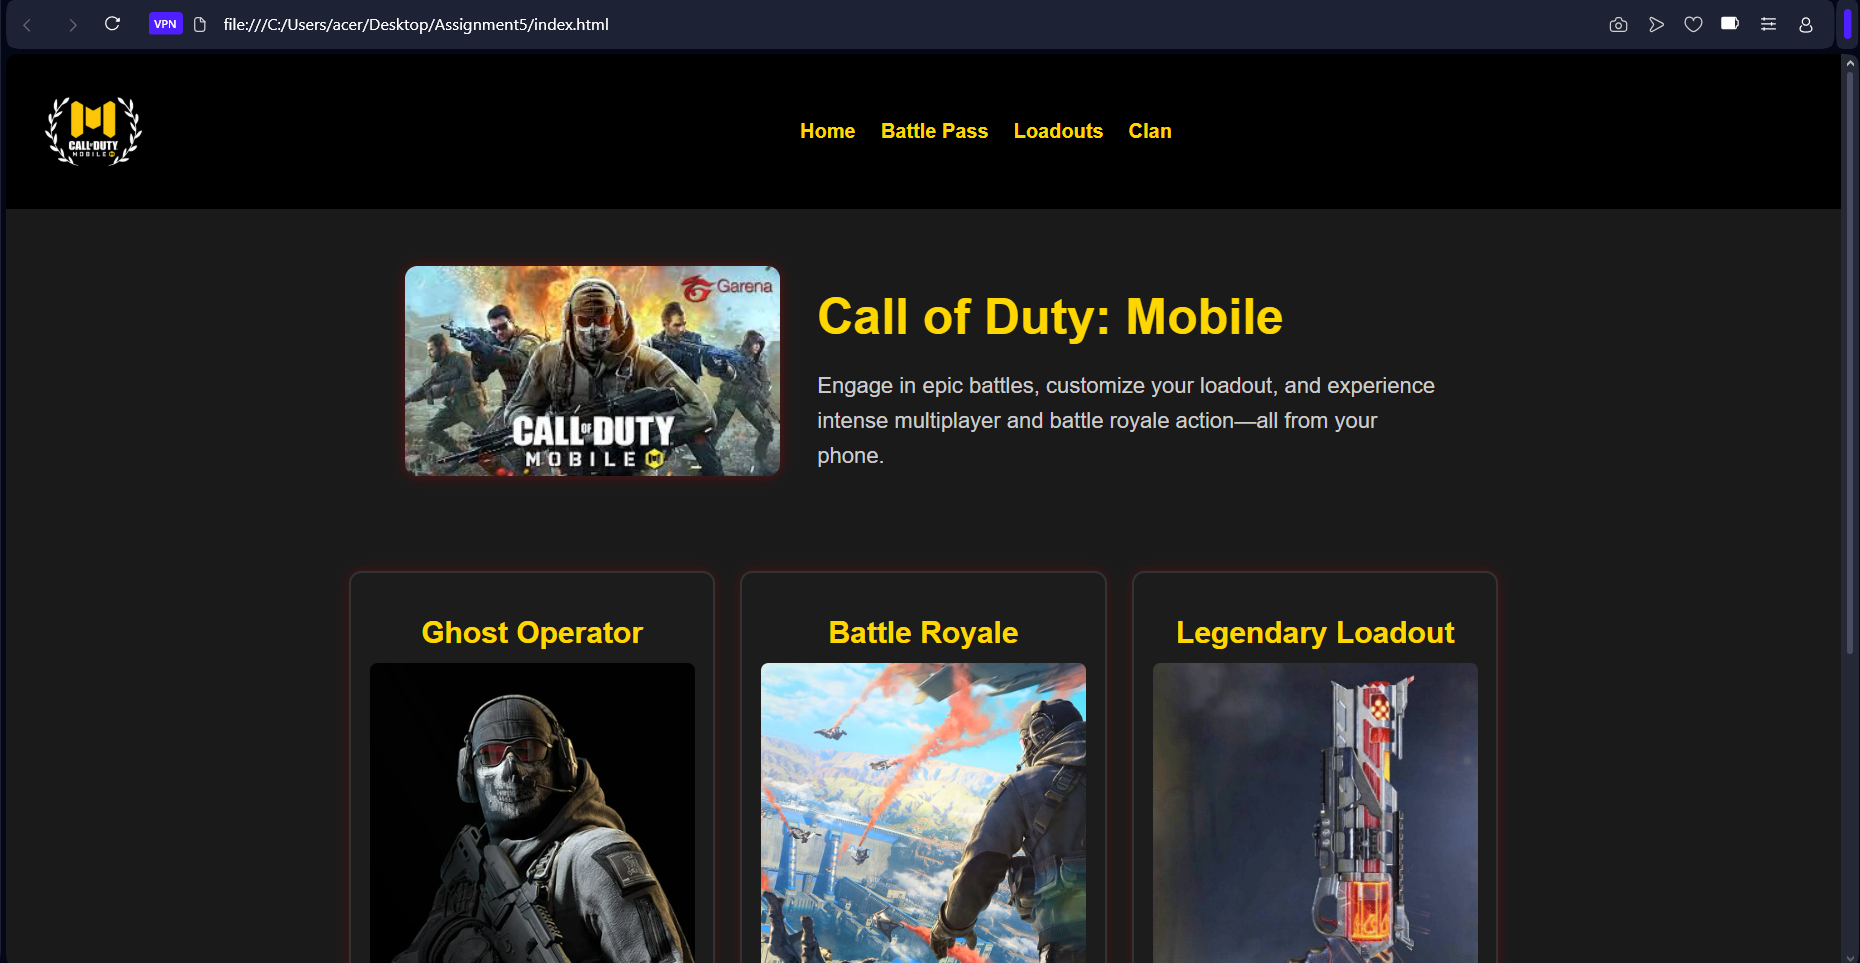 VPN
file:///C:/Users/acer/Desktop/Assignment5/index.html
CALL OF DUTY
MOBILE
Home
Battle Pass
Loadouts
Clan
Garena
CALL OF DUTY
MOBILE
Call of Duty: Mobile
Engage in epic battles, customize your loadout, and experience
intense multiplayer and battle royale action—all from your
phone.
Ghost Operator
Battle Royale
Legendary Loadout